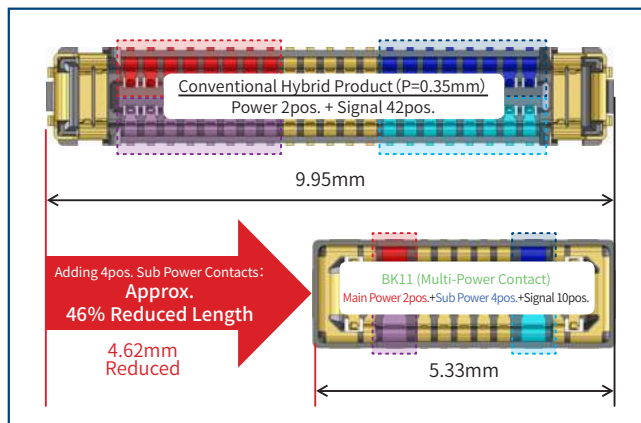 Conventional Hybrid Product (P=0.35mm)
Power 2pos. + Signal 42pos.
9.95mm
Adding 4pos. Sub Power Contacts:
Approx.
46% Reduced Length
4.62mm
Reduced
BK11 (Multi-Power Contact)
Main Power 2pos.+Sub Power 4pos.+Signal 10pos.
5.33mm